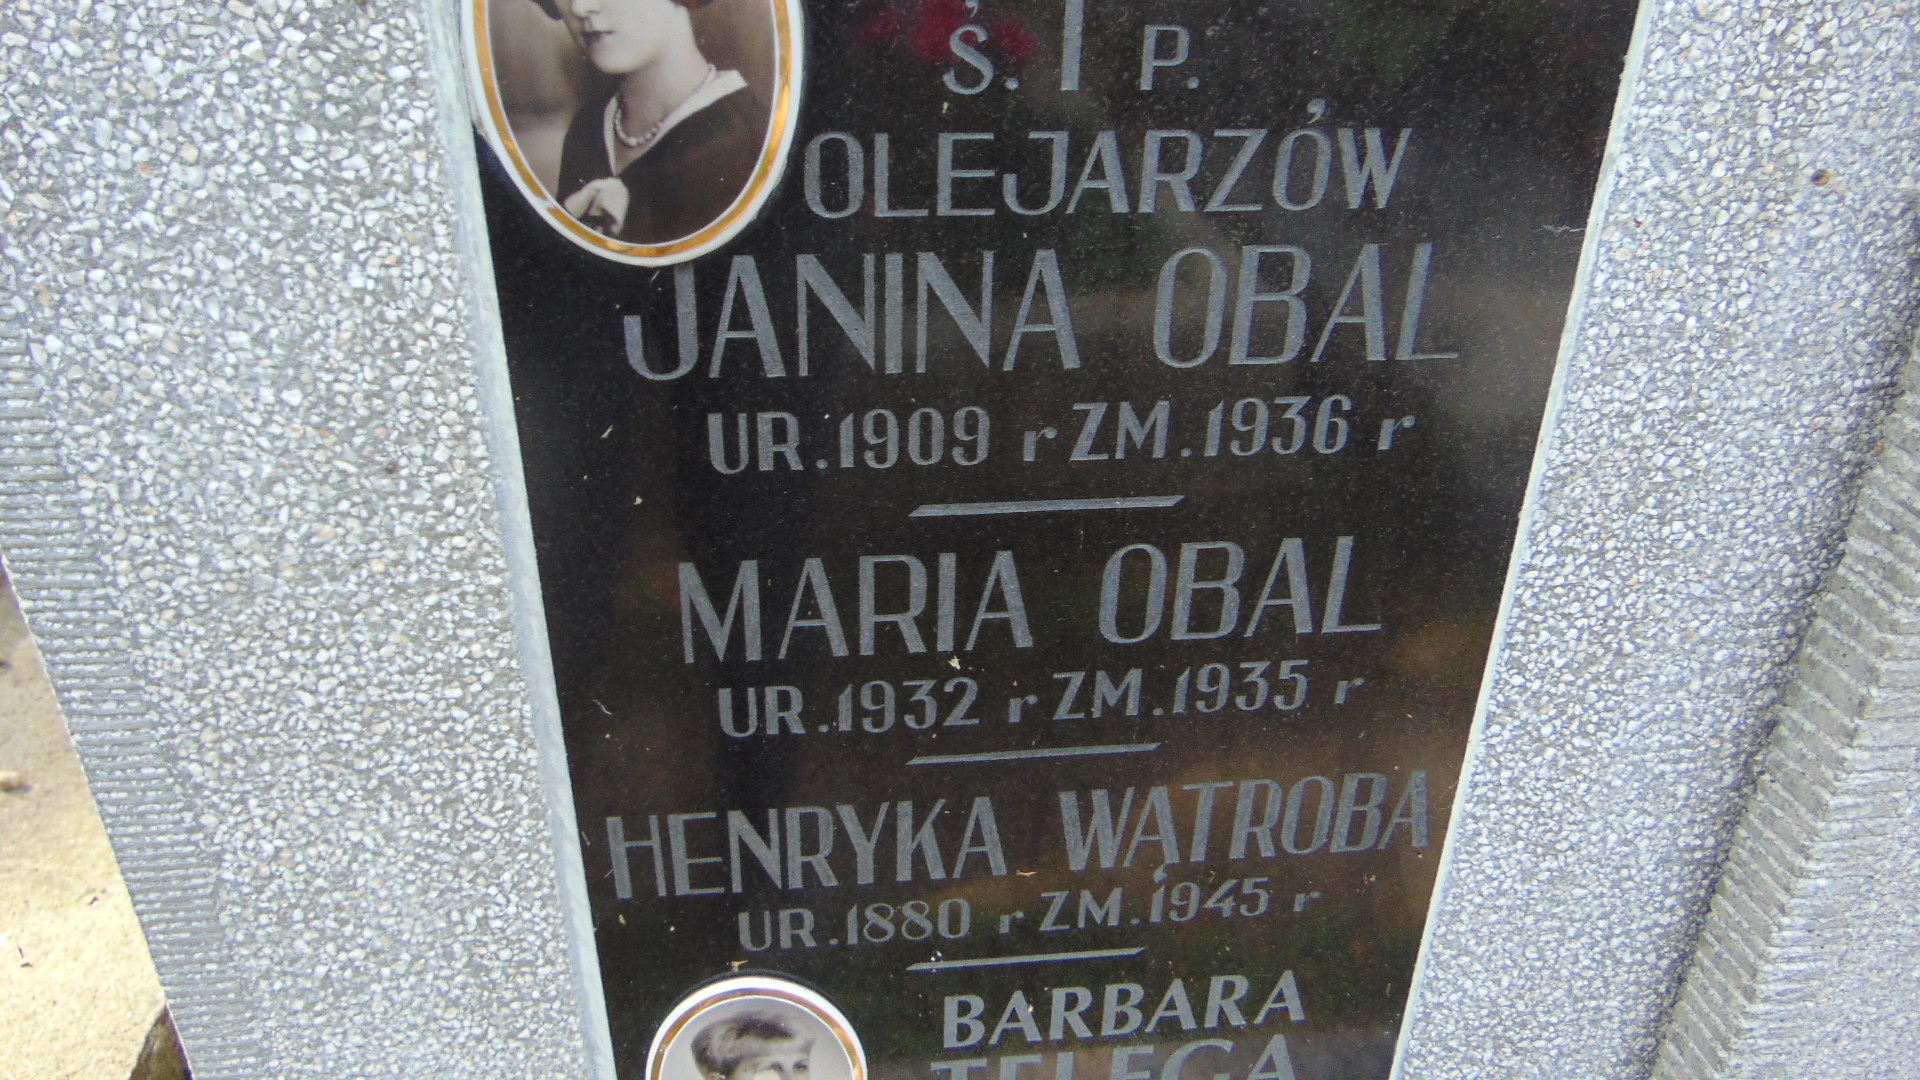 Ś. P.
OLEJARZÓW
JANINA OBAL
UR. 1909 r ZM. 1936 r
MARIA OBAL
UR. 1932 r ZM. 1935 r
HENRYKA WĄTROBA
UR. 1880 r ZM. 1945 r
BARBARA